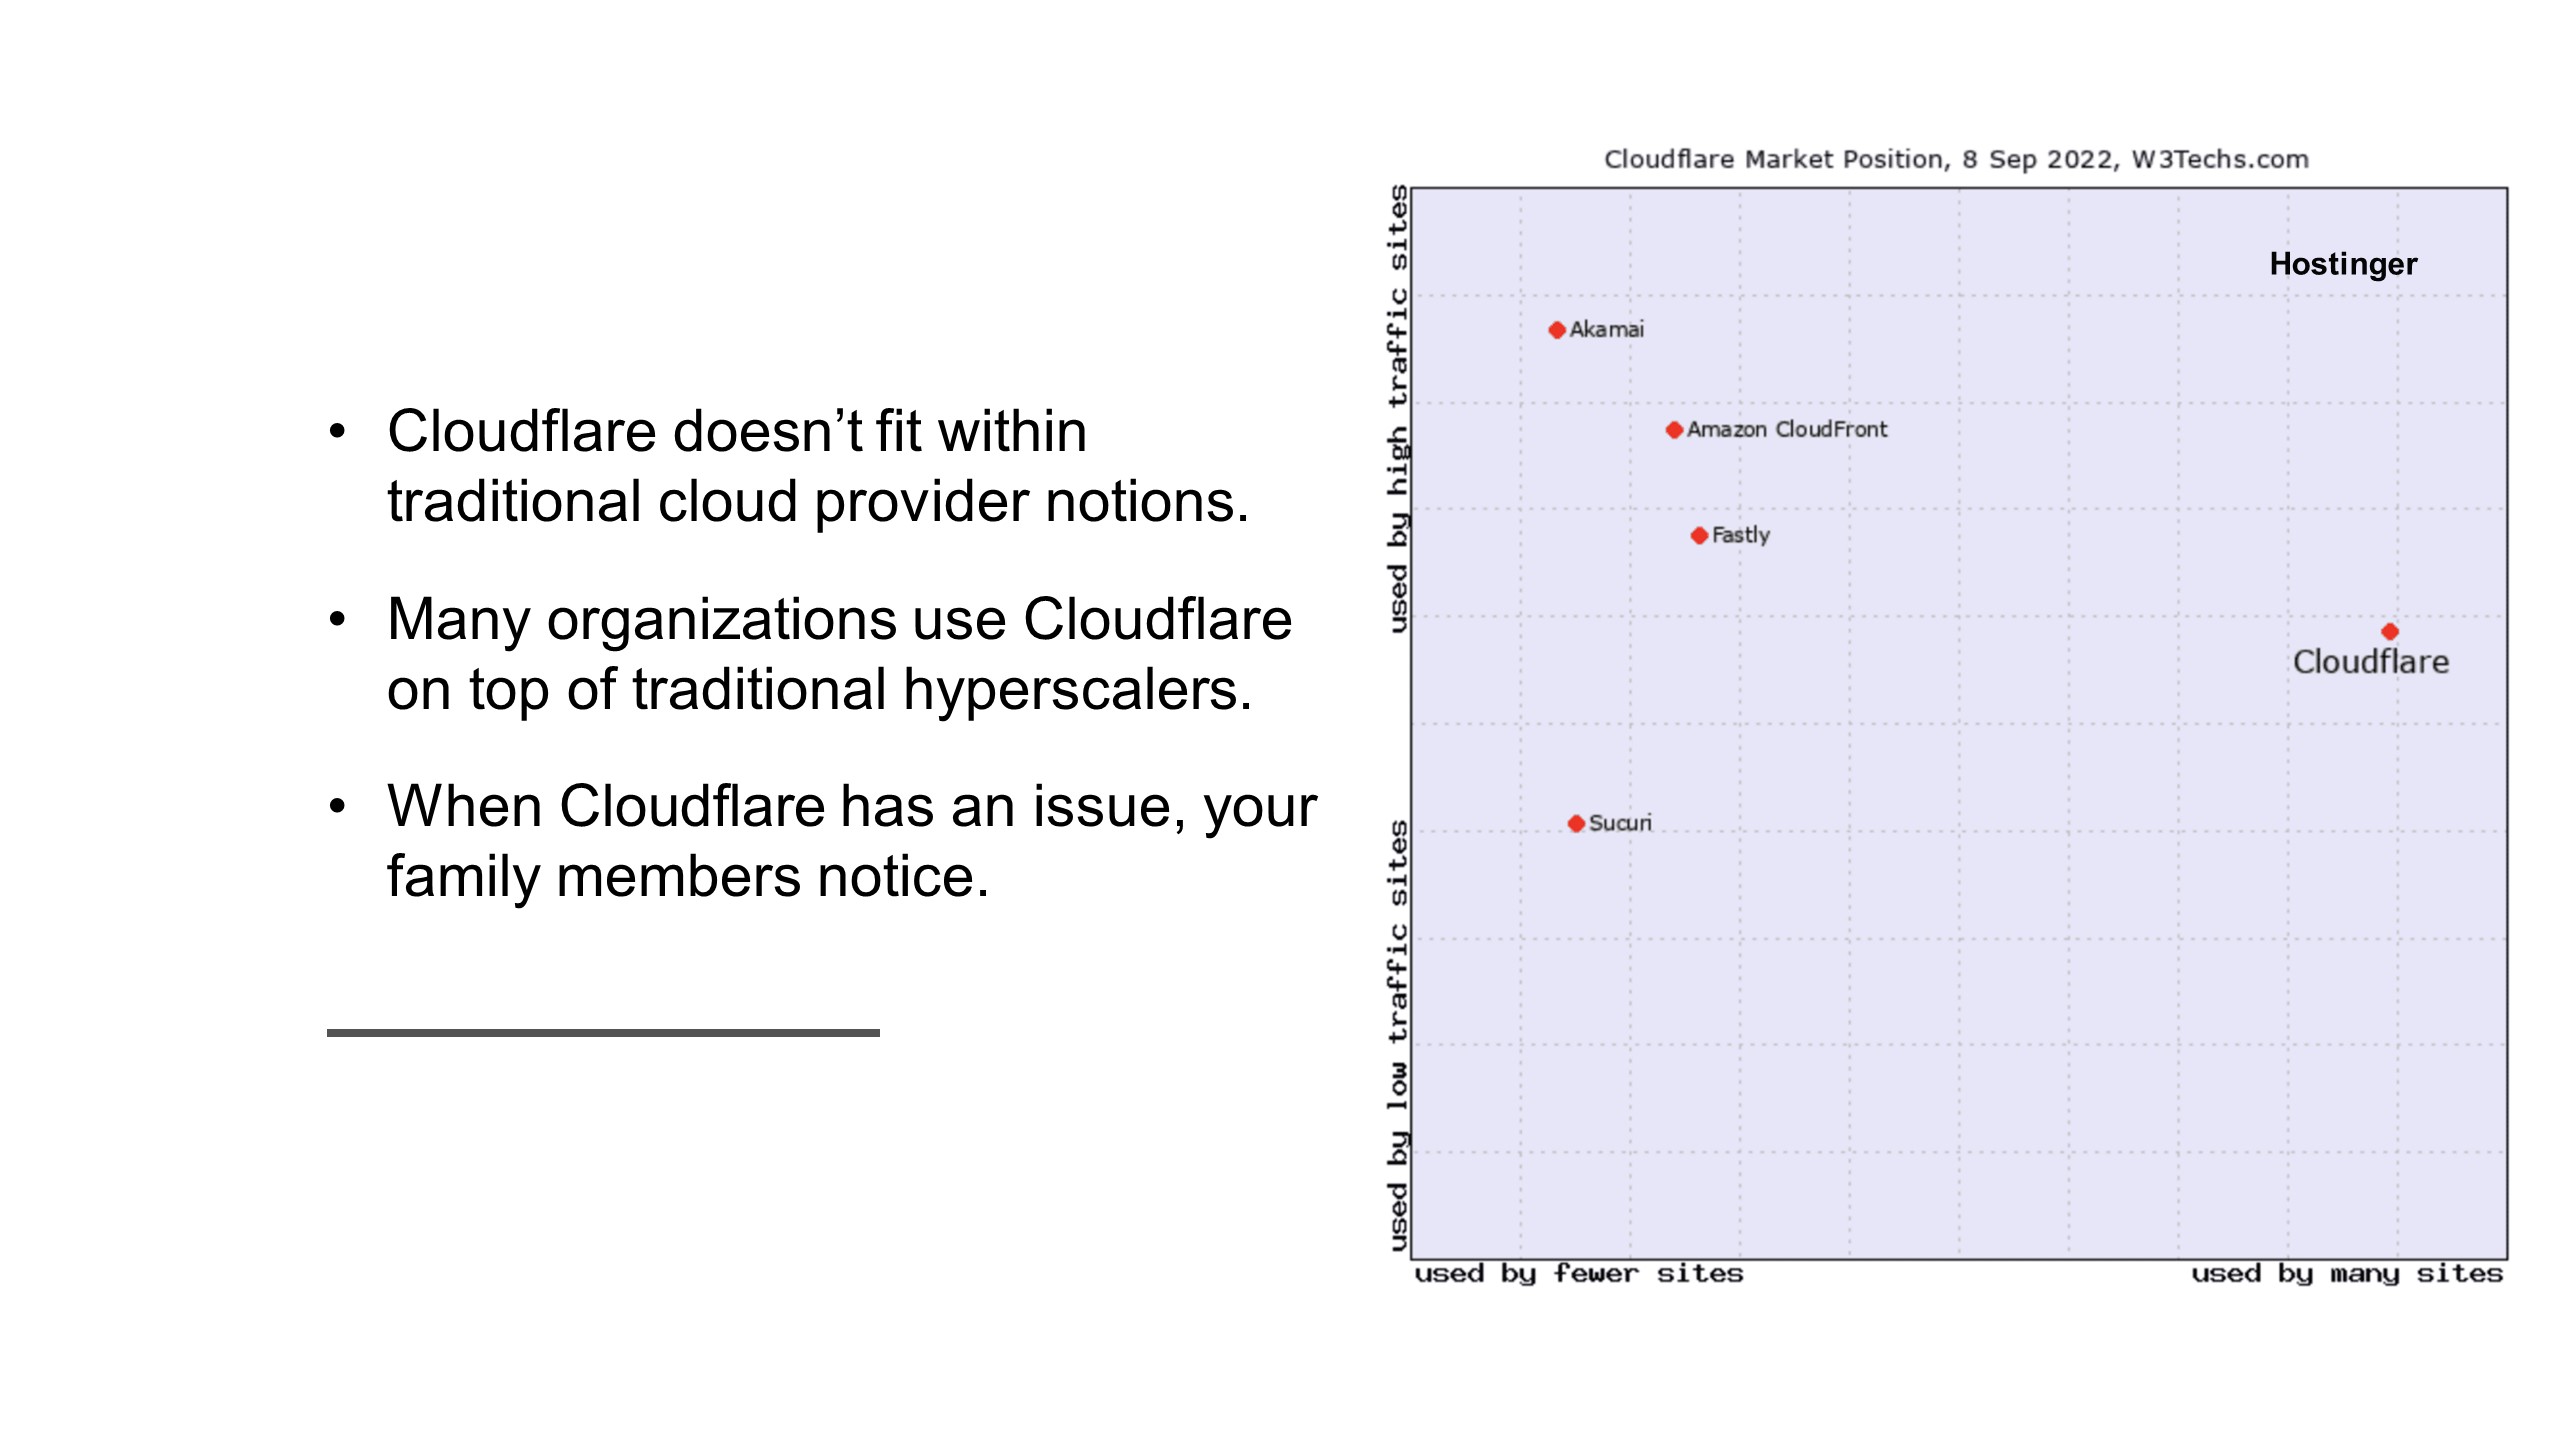 • Cloudflare doesn’t fit within
traditional cloud provider notions.
• Many organizations use Cloudflare
on top of traditional hyperscalers.
• When Cloudflare has an issue, your
family members notice.
Cloudflare Market Position, 8 Sep 2022, W3Techs.com
used by high traffic sites
used by low traffic sites
Hostinger
Akamai
Amazon CloudFront
Fastly
Cloudflare
Sucuri
used by fewer sites
used by many sites